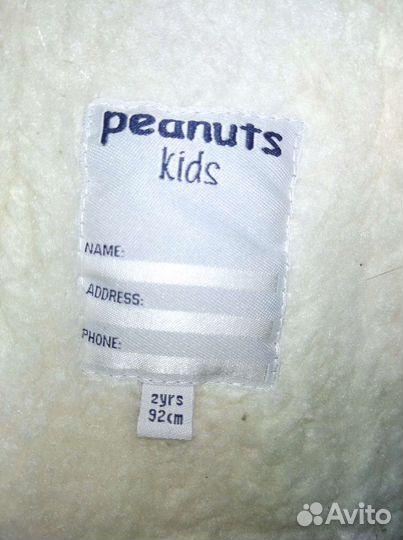 peanuts
kids
NAME:
ADDRESS:
PHONE:
2yrs
92cm
Avito